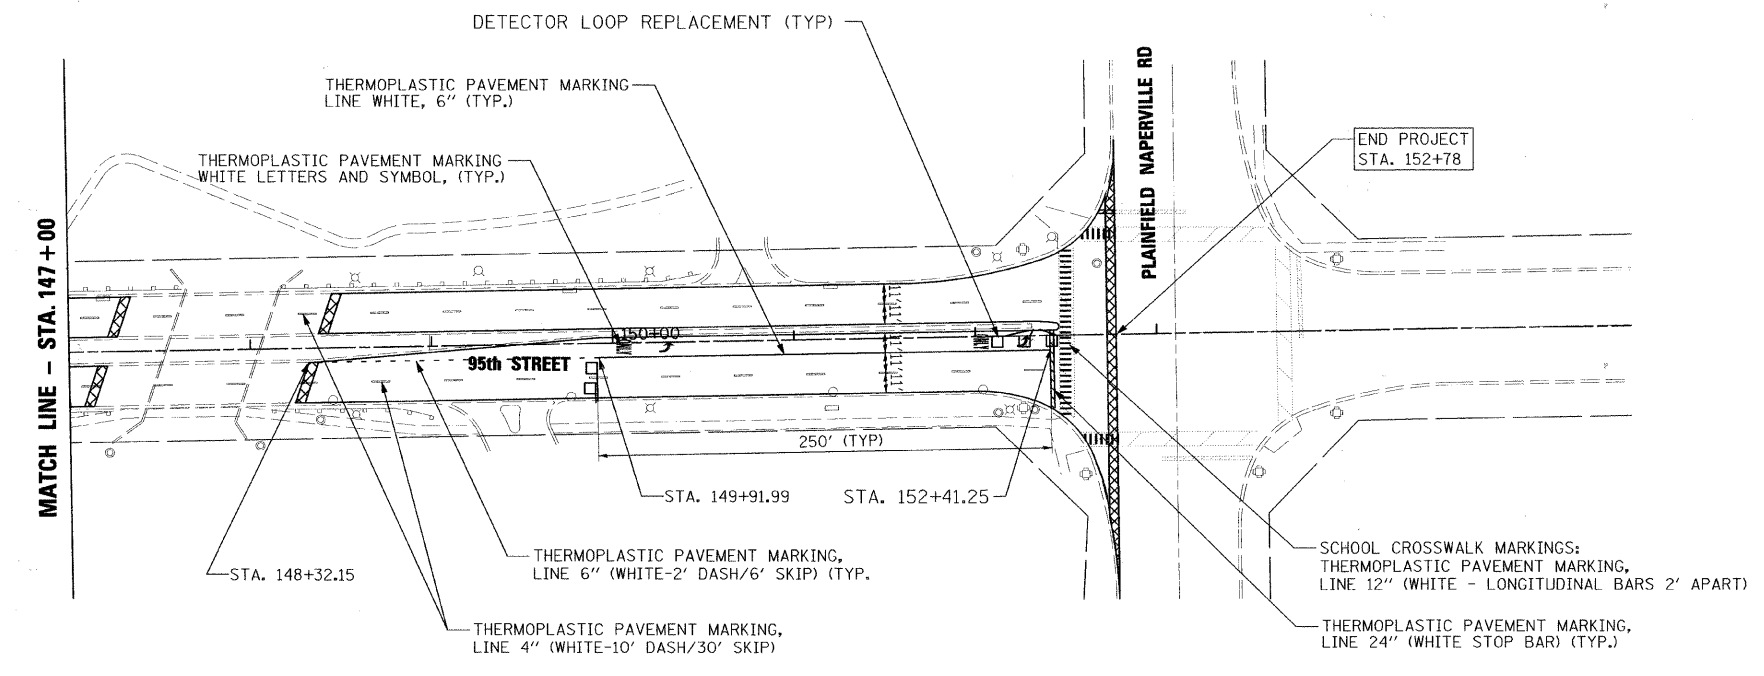 DETECTOR LOOP REPLACEMENT (TYP)
THERMOPLASTIC PAVEMENT MARKING
LINE WHITE, 6" (TYP.)
THERMOPLASTIC PAVEMENT MARKING
WHITE LETTERS AND SYMBOL, (TYP.)
MATCH LINE - STA. 147+00
PLAINFIELD NAPERVILLE RD
END PROJECT
STA. 152+78
150+00
95th STREET
11' 11'
11' 11'
250' (TYP)
STA. 149+91.99
STA. 152+41.25
STA. 148+32.15
THERMOPLASTIC PAVEMENT MARKING,
LINE 6" (WHITE-2' DASH/6' SKIP) (TYP.
THERMOPLASTIC PAVEMENT MARKING,
LINE 4" (WHITE-10' DASH/30' SKIP)
SCHOOL CROSSWALK MARKINGS:
THERMOPLASTIC PAVEMENT MARKING,
LINE 12" (WHITE - LONGITUDINAL BARS 2' APART)
THERMOPLASTIC PAVEMENT MARKING,
LINE 24" (WHITE STOP BAR) (TYP.)